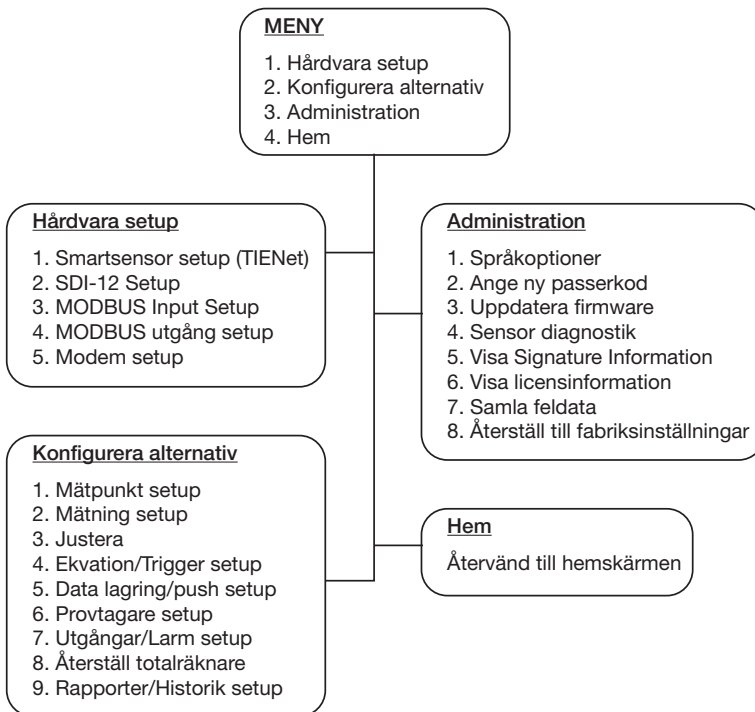 MENY
1. Hårdvara setup
2. Konfigurera alternativ
3. Administration
4. Hem
Hårdvara setup
1. Smartsensor setup (TIENet)
2. SDI-12 Setup
3. MODBUS Input Setup
4. MODBUS utgång setup
5. Modem setup
Administration
1. Språkoptioner
2. Ange ny passerkod
3. Uppdatera firmware
4. Sensor diagnostik
5. Visa Signature Information
6. Visa licensinformation
7. Samla feldata
8. Återställ till fabriksinställningar
Konfigurera alternativ
1. Mätpunkt setup
2. Mätning setup
3. Justera
4. Ekvation/Trigger setup
5. Data lagring/push setup
6. Provtagare setup
7. Utgångar/Larm setup
8. Återställ totalräknare
9. Rapporter/Historik setup
Hem
Återvänd till hemskärmen